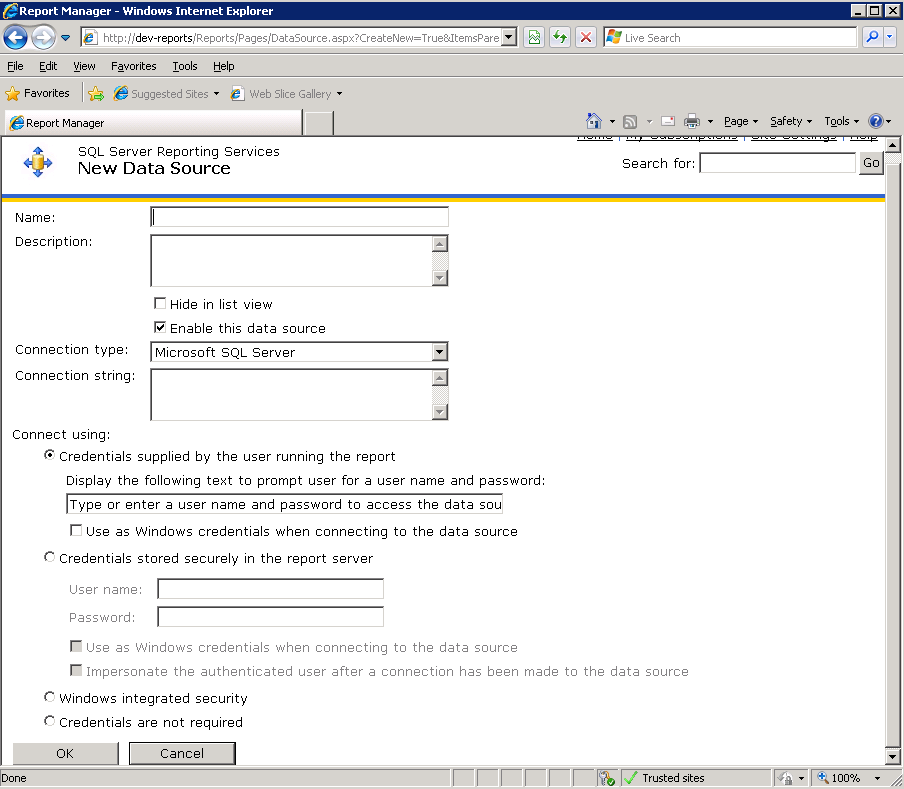 Report Manager - Windows Internet Explorer
http://dev-reports/Reports/Pages/DataSource.aspx?CreateNew=True&ItemsPare
Live Search
File Edit View Favorites Tools Help
Favorites Suggested Sites Web Slice Gallery
Report Manager
Page Safety Tools
Home | My Subscriptions | Site Settings | Help
SQL Server Reporting Services
New Data Source
Search for: Go
Name:
Description:
Hide in list view
Enable this data source
Connection type: Microsoft SQL Server
Connection string:
Connect using:
Credentials supplied by the user running the report
Display the following text to prompt user for a user name and password:
Type or enter a user name and password to access the data sou
Use as Windows credentials when connecting to the data source
Credentials stored securely in the report server
User name:
Password:
Use as Windows credentials when connecting to the data source
Impersonate the authenticated user after a connection has been made to the data source
Windows integrated security
Credentials are not required
OK Cancel
Done Trusted sites 100%